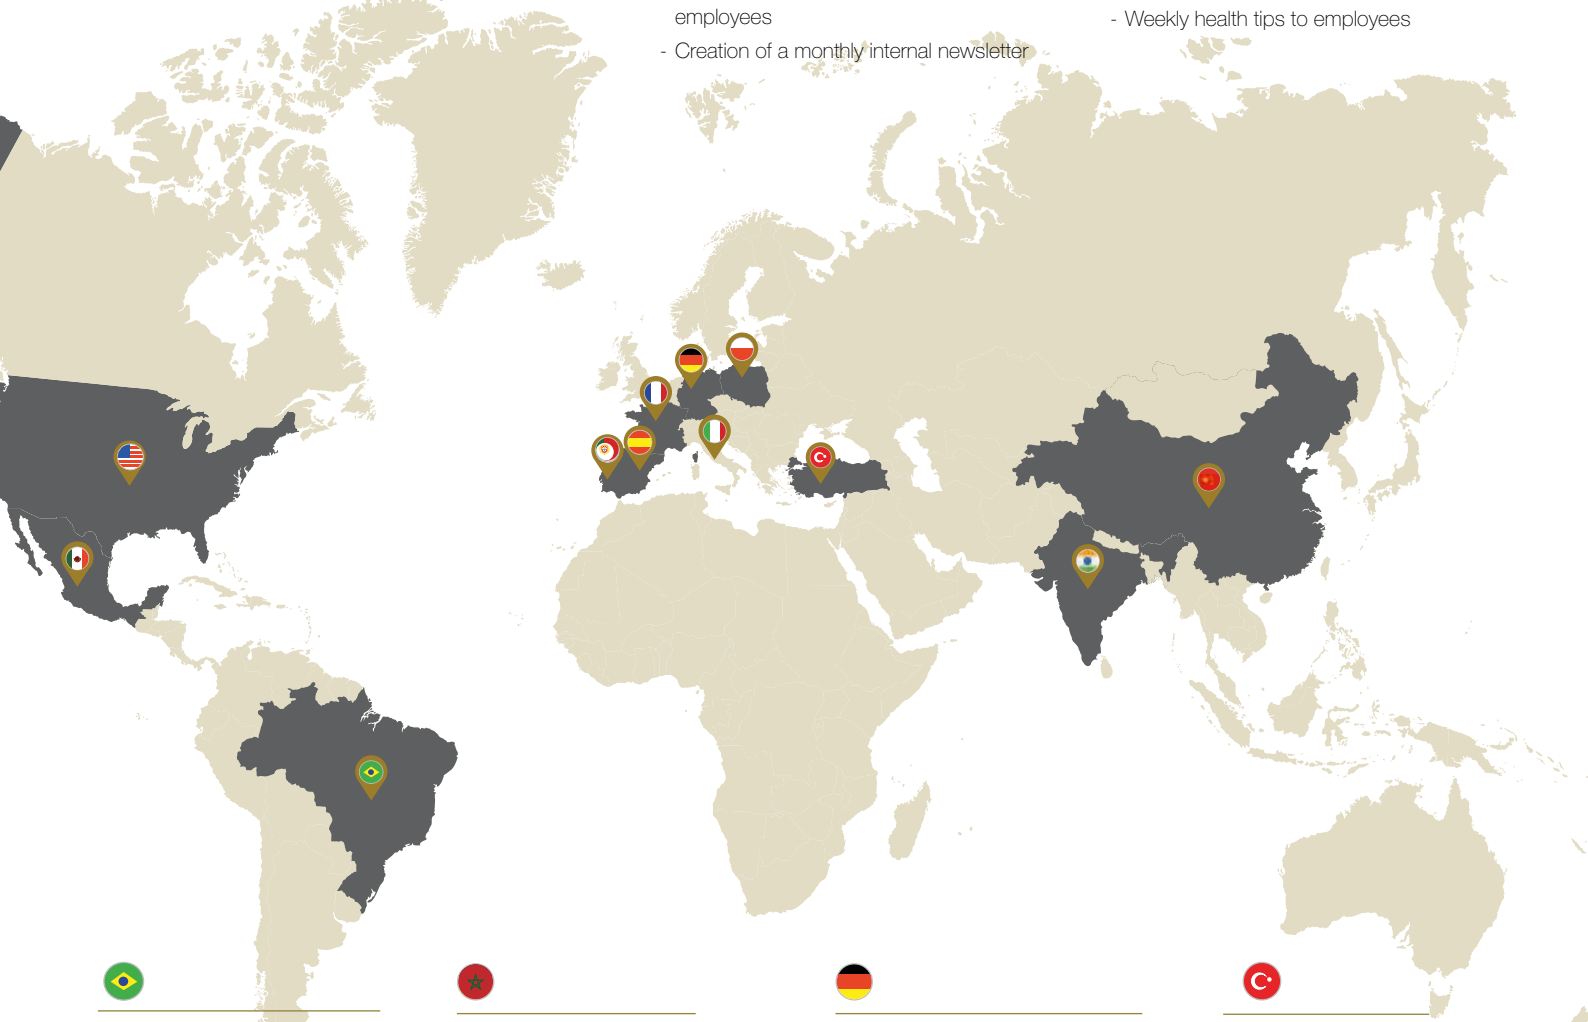 employees
- Creation of a monthly internal newsletter
- Weekly health tips to employees